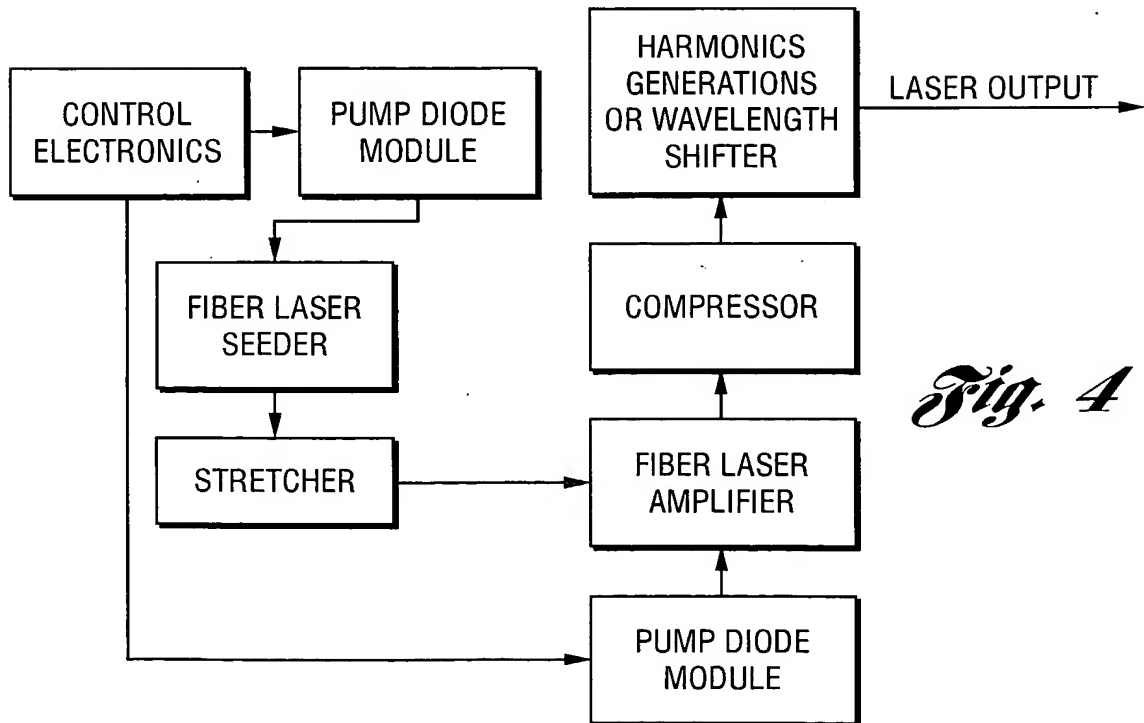 CONTROL
ELECTRONICS
PUMP DIODE
MODULE
HARMONICS
GENERATIONS
OR WAVELENGTH
SHIFTER
LASER OUTPUT
FIBER LASER
SEEDER
COMPRESSOR
STRETCHER
FIBER LASER
AMPLIFIER
PUMP DIODE
MODULE
Fig. 4